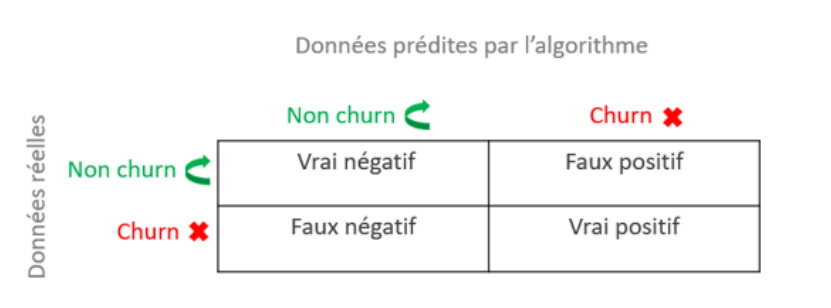 Données prédites par l'algorithme
Non churn
Churn
Données réelles
Non churn
Vrai négatif
Faux positif
Churn
Faux négatif
Vrai positif